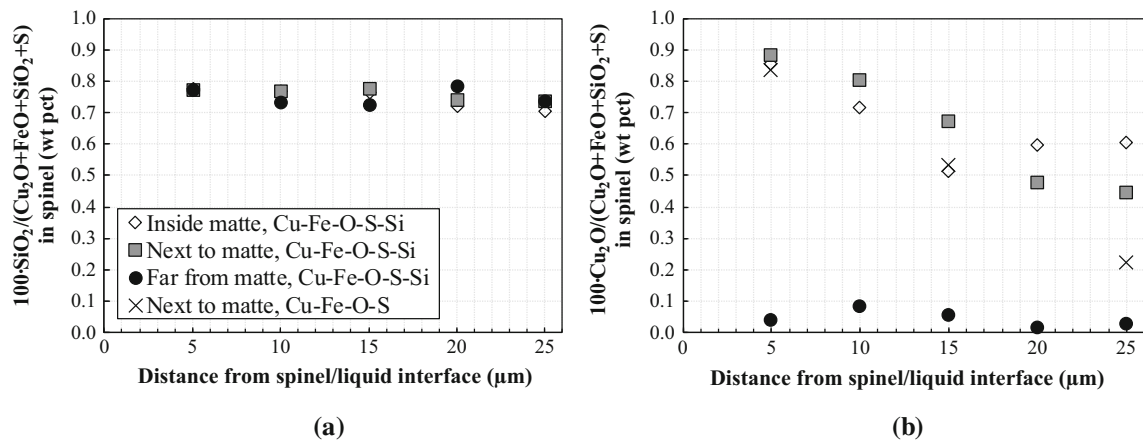 100·SiO₂/(Cu₂O+FeO+SiO₂+S)
in spinel (wt pct)
1.0
0.9
0.8
0.7
0.6
0.5
0.4
0.3
0.2
0.1
0.0
Inside matte, Cu-Fe-O-S-Si
Next to matte, Cu-Fe-O-S-Si
Far from matte, Cu-Fe-O-S-Si
Next to matte, Cu-Fe-O-S
0 5 10 15 20 25
Distance from spinel/liquid interface (µm)
(a)
100·Cu₂O/(Cu₂O+FeO+SiO₂+S)
in spinel (wt pct)
1.0
0.9
0.8
0.7
0.6
0.5
0.4
0.3
0.2
0.1
0.0
0 5 10 15 20 25
Distance from spinel/liquid interface (µm)
(b)